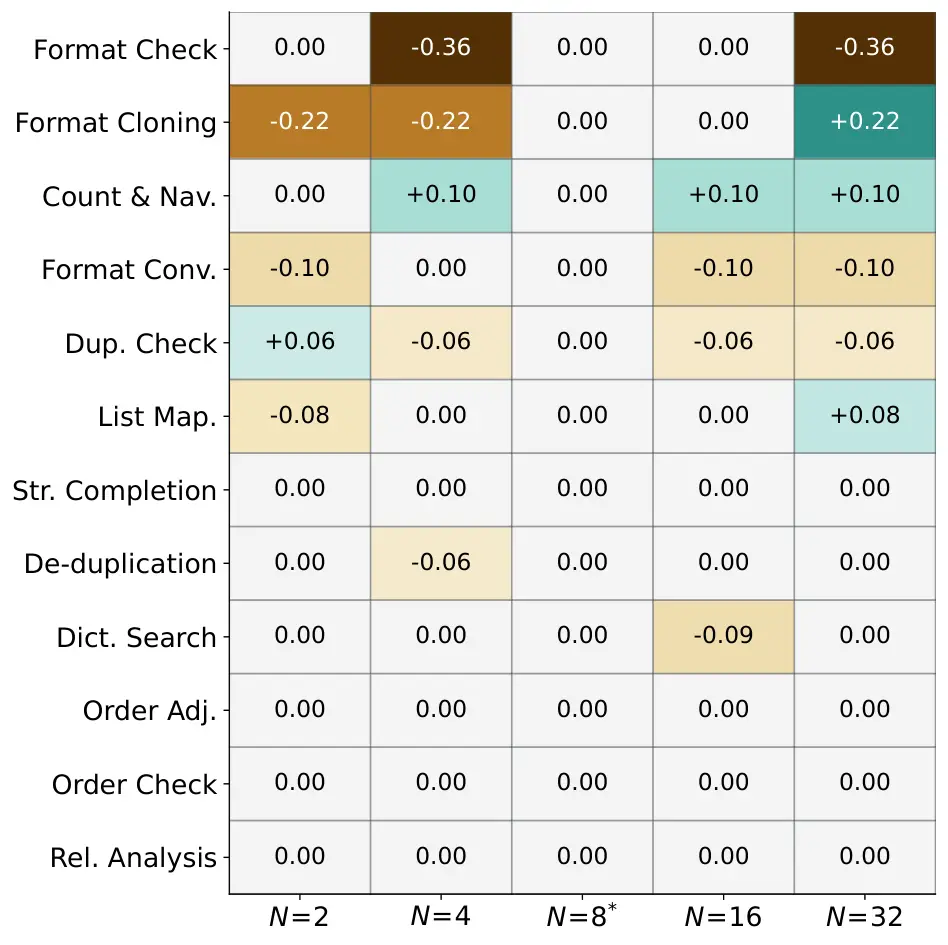 Format Check 0.00 -0.36 0.00 0.00 -0.36
Format Cloning -0.22 -0.22 0.00 0.00 +0.22
Count & Nav. 0.00 +0.10 0.00 +0.10 +0.10
Format Conv. -0.10 0.00 0.00 -0.10 -0.10
Dup. Check +0.06 -0.06 0.00 -0.06 -0.06
List Map. -0.08 0.00 0.00 0.00 +0.08
Str. Completion 0.00 0.00 0.00 0.00 0.00
De-duplication 0.00 -0.06 0.00 0.00 0.00
Dict. Search 0.00 0.00 0.00 -0.09 0.00
Order Adj. 0.00 0.00 0.00 0.00 0.00
Order Check 0.00 0.00 0.00 0.00 0.00
Rel. Analysis 0.00 0.00 0.00 0.00 0.00
N=2 N=4 N=8* N=16 N=32